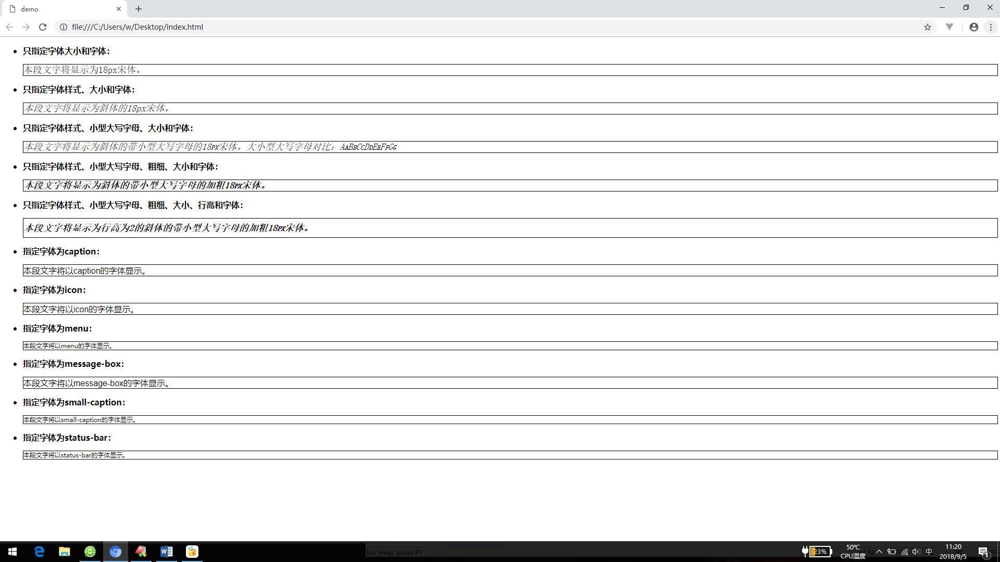 demo
file:///C:/Users/w/Desktop/index.html
只指定字体大小和字体：
本段文字将显示为18px宋体。
只指定字体样式、大小和字体：
本段文字将显示为斜体的18px宋体。
只指定字体样式、小型大写字母、大小和字体：
本段文字将显示为斜体的带小型大写字母的18px宋体。大小型大写字母对比：AaBbCcDdEeFfGg
只指定字体样式、小型大写字母、粗细、大小和字体：
本段文字将显示为斜体的带小型大写字母的加粗18px宋体。
只指定字体样式、小型大写字母、粗细、大小、行高和字体：
本段文字将显示为行高为2的斜体的带小型大写字母的加粗18px宋体。
指定字体为caption：
本段文字将以caption的字体显示。
指定字体为icon：
本段文字将以icon的字体显示。
指定字体为menu：
本段文字将以menu的字体显示。
指定字体为message-box：
本段文字将以message-box的字体显示。
指定字体为small-caption：
本段文字将以small-caption的字体显示。
指定字体为status-bar：
本段文字将以status-bar的字体显示。
For Help, press F1
23%
50℃
CPU温度
中
11:20
2018/9/5
1